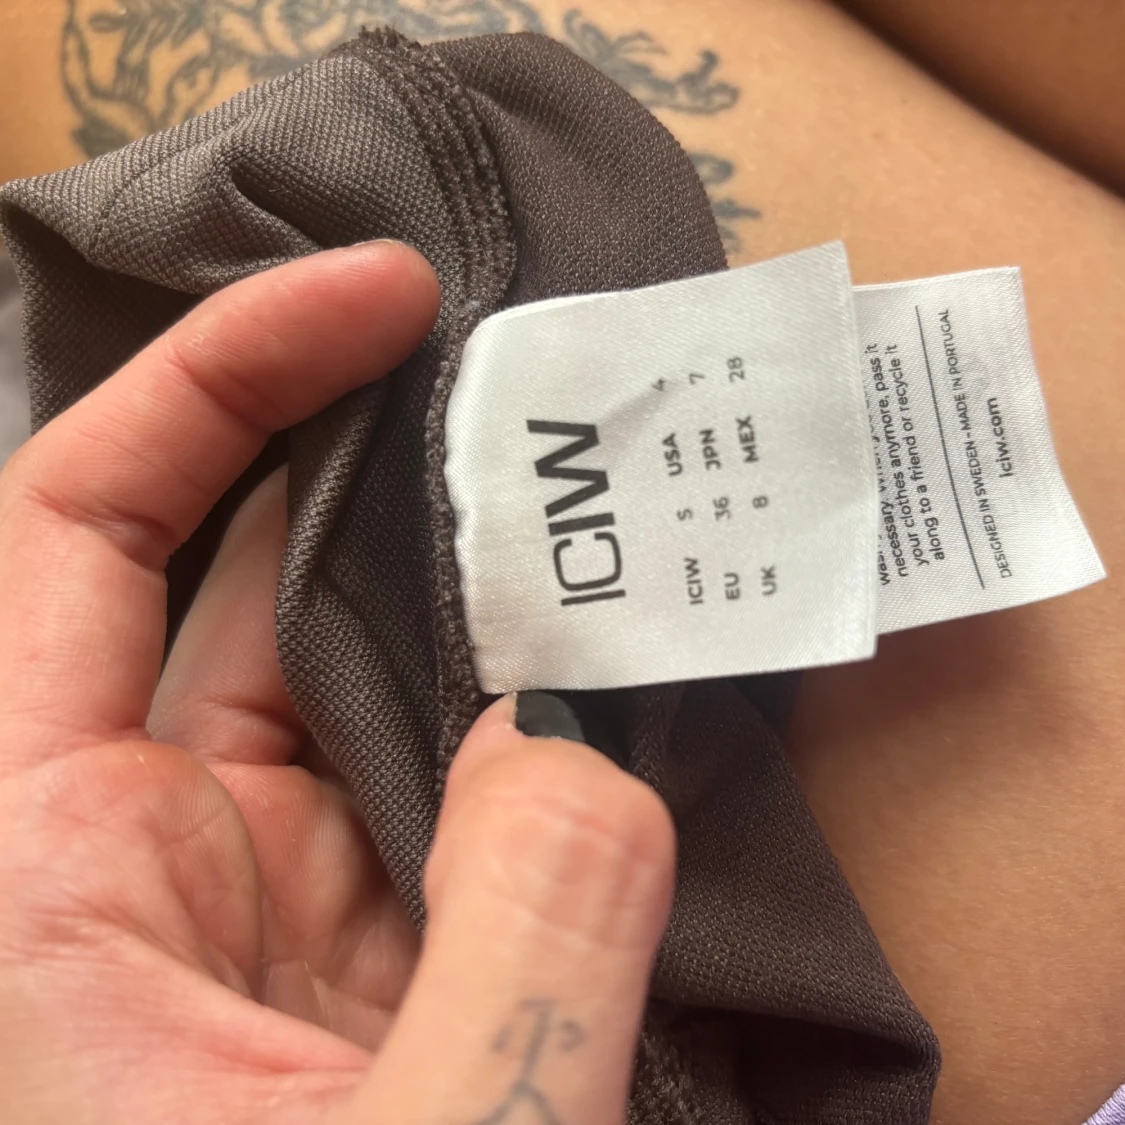 ICIW
ICIW S USA 4
EU 36 JPN 7
UK 8 MEX 28
necessary. When you
your clothes anymore, pass it
along to a friend or recycle it
DESIGNED IN SWEDEN - MADE IN PORTUGAL
iciw.com